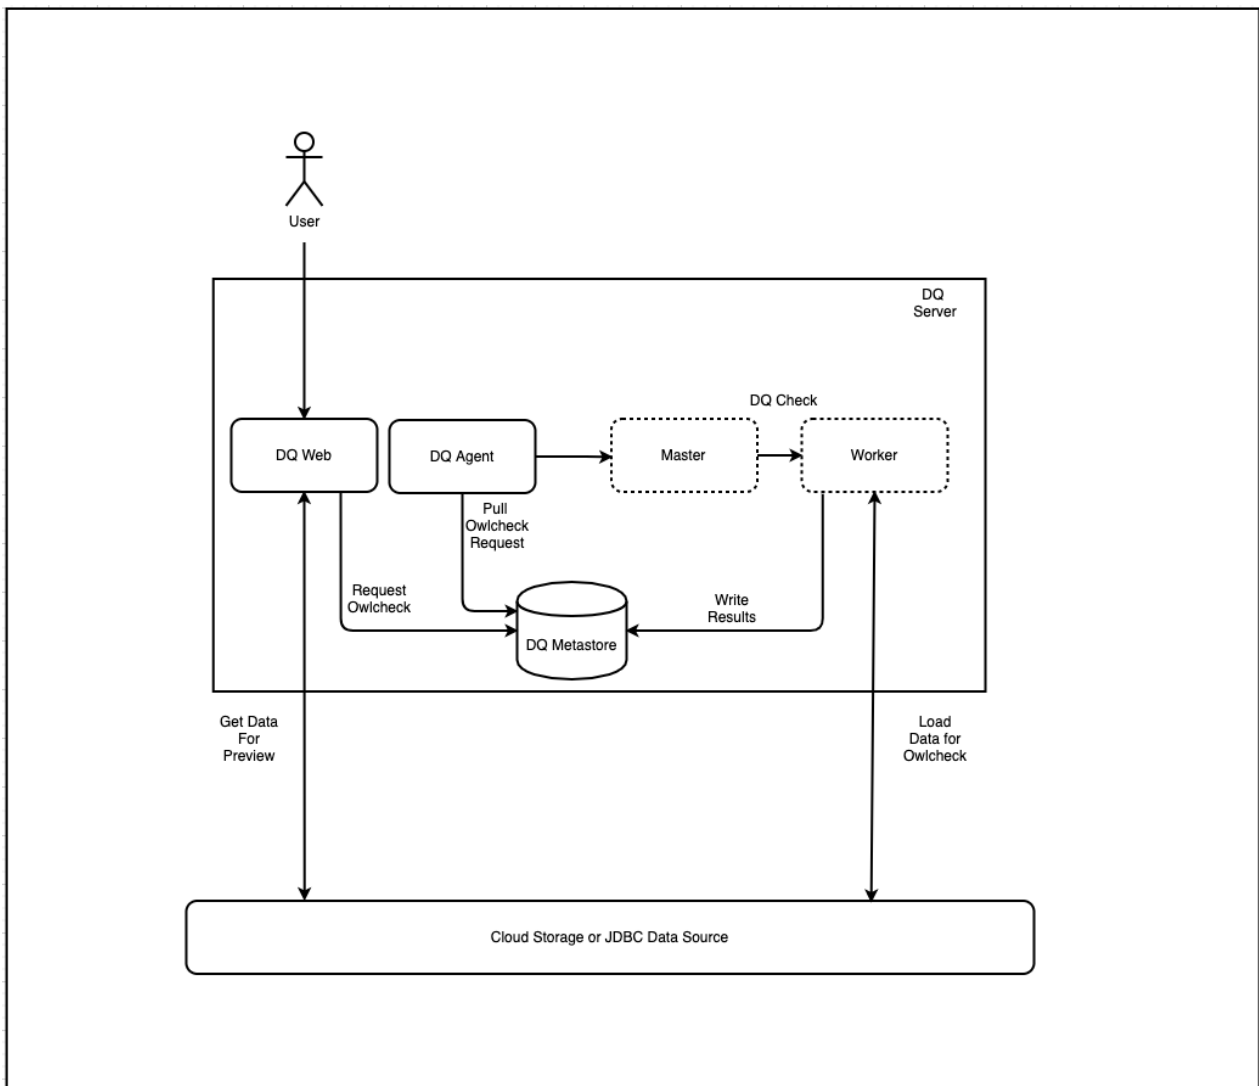 User
DQ
Server
DQ Check
DQ Web
DQ Agent
Master
Worker
Pull
Owlcheck
Request
Request
Owlcheck
Write
Results
DQ Metastore
Get Data
For
Preview
Load
Data for
Owlcheck
Cloud Storage or JDBC Data Source